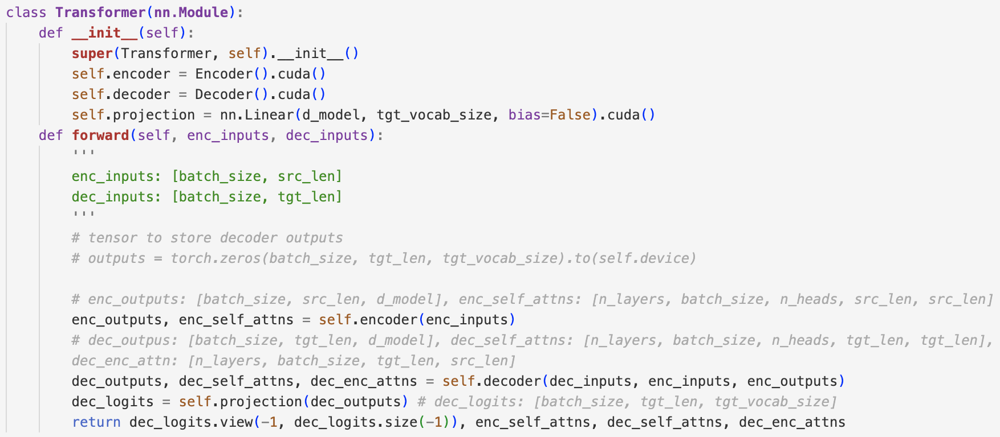 class Transformer(nn.Module):
    def __init__(self):
        super(Transformer, self).__init__()
        self.encoder = Encoder().cuda()
        self.decoder = Decoder().cuda()
        self.projection = nn.Linear(d_model, tgt_vocab_size, bias=False).cuda()
    def forward(self, enc_inputs, dec_inputs):
        '''
        enc_inputs: [batch_size, src_len]
        dec_inputs: [batch_size, tgt_len]
        '''
        # tensor to store decoder outputs
        # outputs = torch.zeros(batch_size, tgt_len, tgt_vocab_size).to(self.device)

        # enc_outputs: [batch_size, src_len, d_model], enc_self_attns: [n_layers, batch_size, n_heads, src_len, src_len]
        enc_outputs, enc_self_attns = self.encoder(enc_inputs)
        # dec_outpus: [batch_size, tgt_len, d_model], dec_self_attns: [n_layers, batch_size, n_heads, tgt_len, tgt_len],
        dec_enc_attn: [n_layers, batch_size, tgt_len, src_len]
        dec_outputs, dec_self_attns, dec_enc_attns = self.decoder(dec_inputs, enc_inputs, enc_outputs)
        dec_logits = self.projection(dec_outputs) # dec_logits: [batch_size, tgt_len, tgt_vocab_size]
        return dec_logits.view(-1, dec_logits.size(-1)), enc_self_attns, dec_self_attns, dec_enc_attns